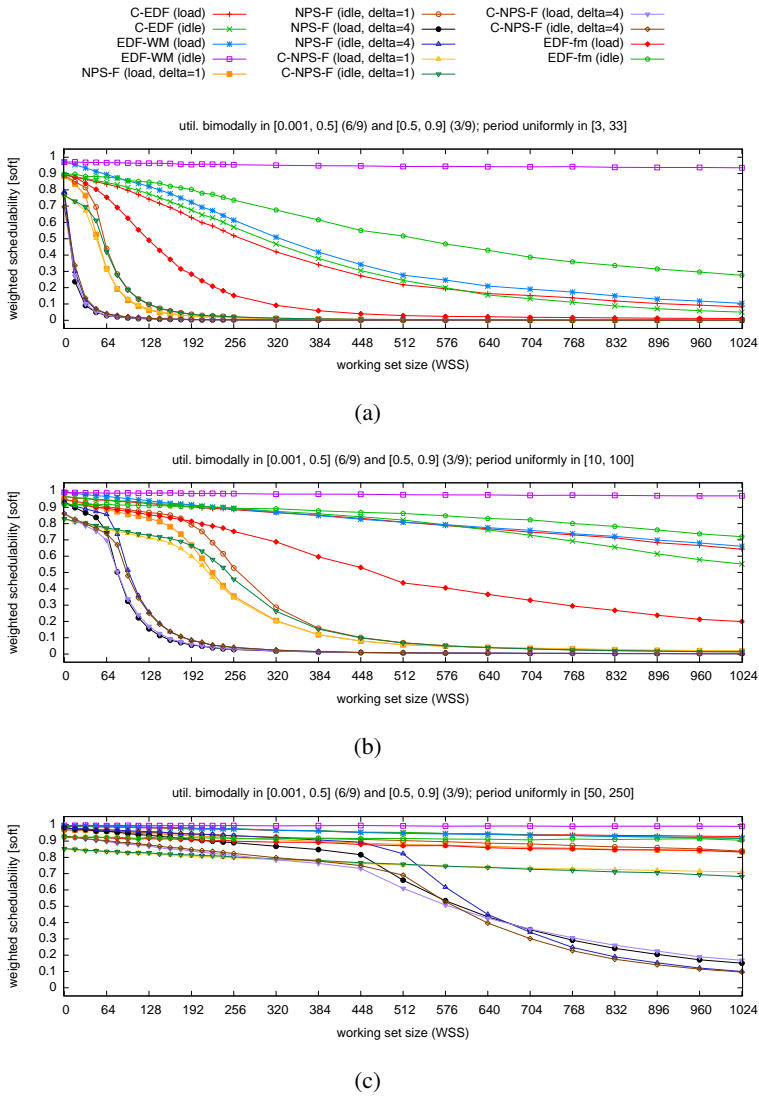 C-EDF (load)
C-EDF (idle)
EDF-WM (load)
EDF-WM (idle)
NPS-F (load, delta=1)
NPS-F (idle, delta=1)
NPS-F (load, delta=4)
NPS-F (idle, delta=4)
C-NPS-F (load, delta=1)
C-NPS-F (idle, delta=1)
C-NPS-F (load, delta=4)
C-NPS-F (idle, delta=4)
EDF-fm (load)
EDF-fm (idle)
util. bimodally in [0.001, 0.5] (6/9) and [0.5, 0.9] (3/9); period uniformly in [3, 33]
weighted schedulability [soft]
1
0.9
0.8
0.7
0.6
0.5
0.4
0.3
0.2
0.1
0
0 64 128 192 256 320 384 448 512 576 640 704 768 832 896 960 1024
working set size (WSS)
(a)
util. bimodally in [0.001, 0.5] (6/9) and [0.5, 0.9] (3/9); period uniformly in [10, 100]
weighted schedulability [soft]
1
0.9
0.8
0.7
0.6
0.5
0.4
0.3
0.2
0.1
0
0 64 128 192 256 320 384 448 512 576 640 704 768 832 896 960 1024
working set size (WSS)
(b)
util. bimodally in [0.001, 0.5] (6/9) and [0.5, 0.9] (3/9); period uniformly in [50, 250]
weighted schedulability [soft]
1
0.9
0.8
0.7
0.6
0.5
0.4
0.3
0.2
0.1
0
0 64 128 192 256 320 384 448 512 576 640 704 768 832 896 960 1024
working set size (WSS)
(c)